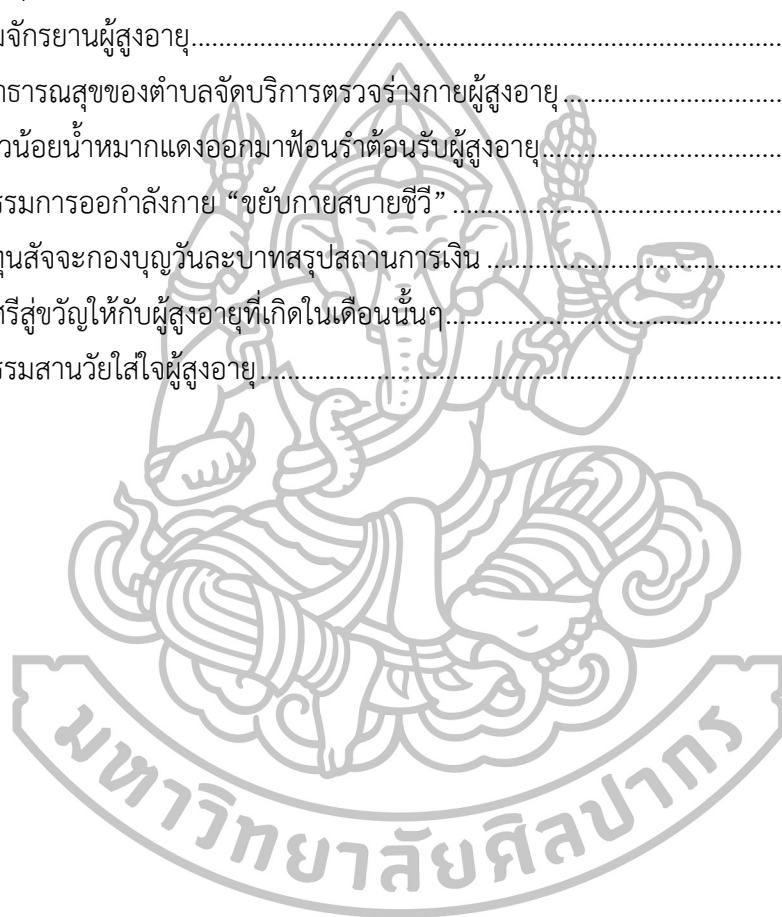 มจักรยานผู้สูงอายุ
าธารณสุขของตำบลจัดบริการตรวจร่างกายผู้สูงอายุ
วน้อยน้ำหมากแดงออกมาฟ้อนรำต้อนรับผู้สูงอายุ
รรมการออกำลังกาย “ขยับกายสบายชีวี”
ทุนสัจจะกองบุญวันละบาทสรุปสถานการเงิน
ศรีสู่ขวัญให้กับผู้สูงอายุที่เกิดในเดือนนั้นๆ
รรมสานวัยใส่ใจผู้สูงอายุ
มหาวิทยาลัยศิลปากร